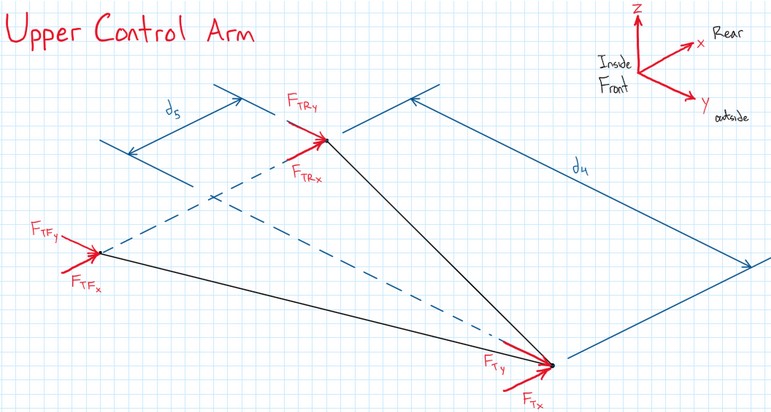 Upper Control Arm
Z
Rear
X
Inside
Front
Y
outside
d5
FTRy
FTRx
d4
FTFy
FTFx
FTy
FTx